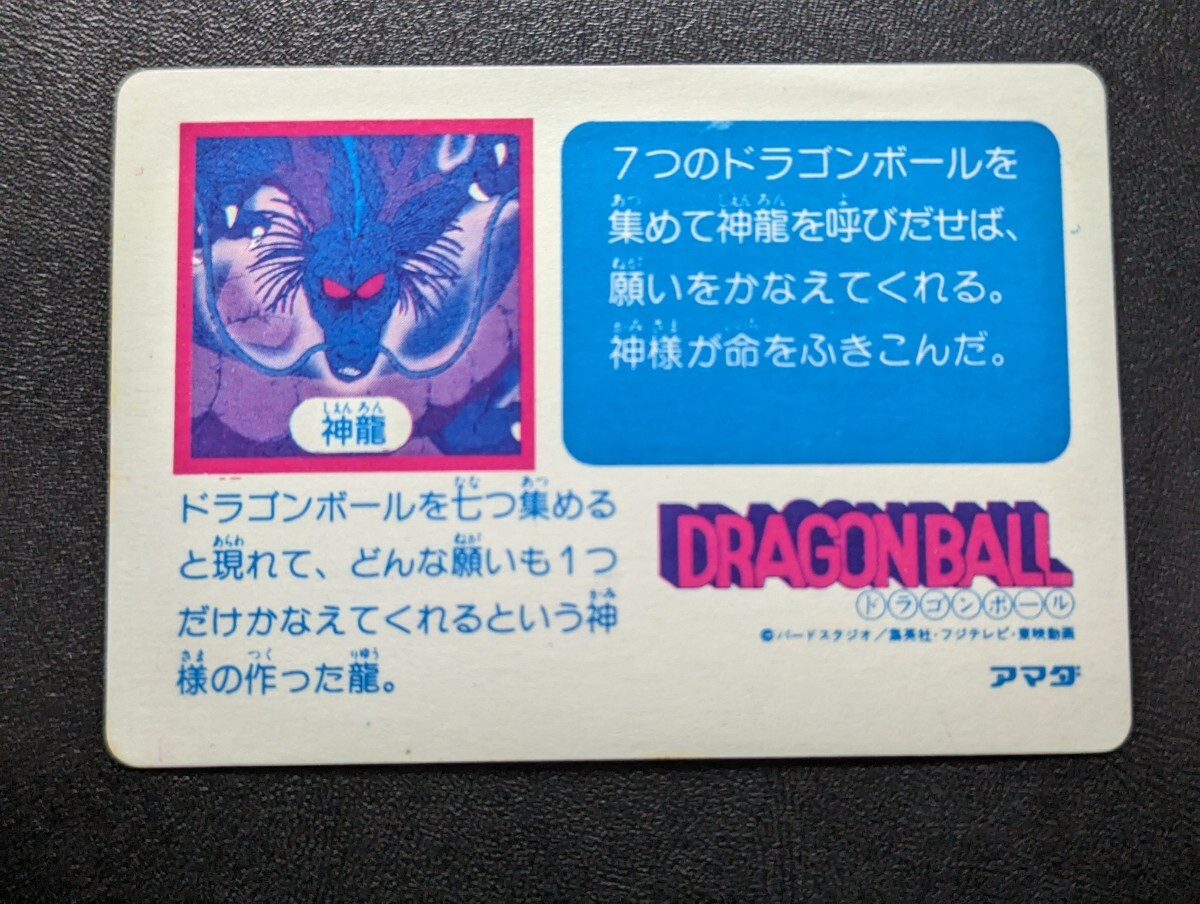 神龍
7つのドラゴンボールを
集めて神龍を呼びだせば、
願いをかなえてくれる。
神様が命をふきこんだ。
ドラゴンボールを七つ集める
と現れて、どんな願いも1つ
だけかなえてくれるという神
様の作った龍。
DRAGON BALL
ドラゴンボール
©バードスタジオ/集英社・フジテレビ・東映動画
アマダ